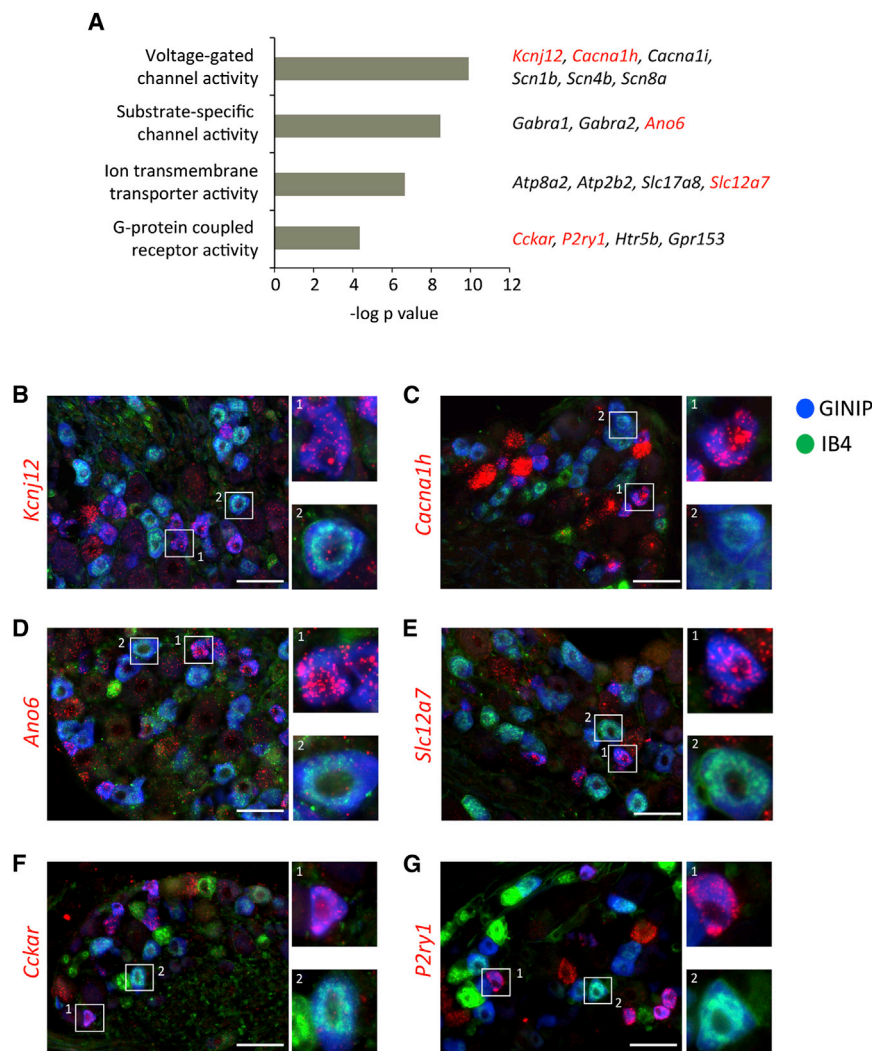 A
Voltage-gated
channel activity
Kcnj12, Cacna1h, Cacna1i,
Scn1b, Scn4b, Scn8a
Substrate-specific
channel activity
Gabra1, Gabra2, Ano6
Ion transmembrane
transporter activity
Atp8a2, Atp2b2, Slc17a8, Slc12a7
G-protein coupled
receptor activity
Cckar, P2ry1, Htr5b, Gpr153
0 2 4 6 8 10 12
-log p value
B
Kcnj12
2
1
1
2
C
Cacna1h
2
1
1
2
GINIP
IB4
D
Ano6
2
1
1
2
E
Slc12a7
2
1
1
2
F
Cckar
2
1
1
2
G
P2ry1
1
2
1
2